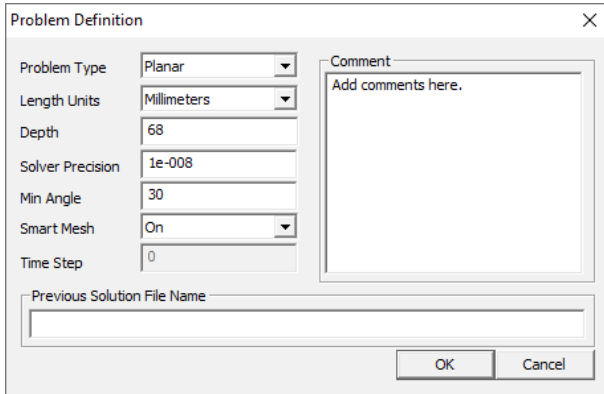 Problem Definition
Problem Type Planar
Length Units Millimeters
Depth 68
Solver Precision 1e-008
Min Angle 30
Smart Mesh On
Time Step 0
Comment
Add comments here.
Previous Solution File Name
OK Cancel